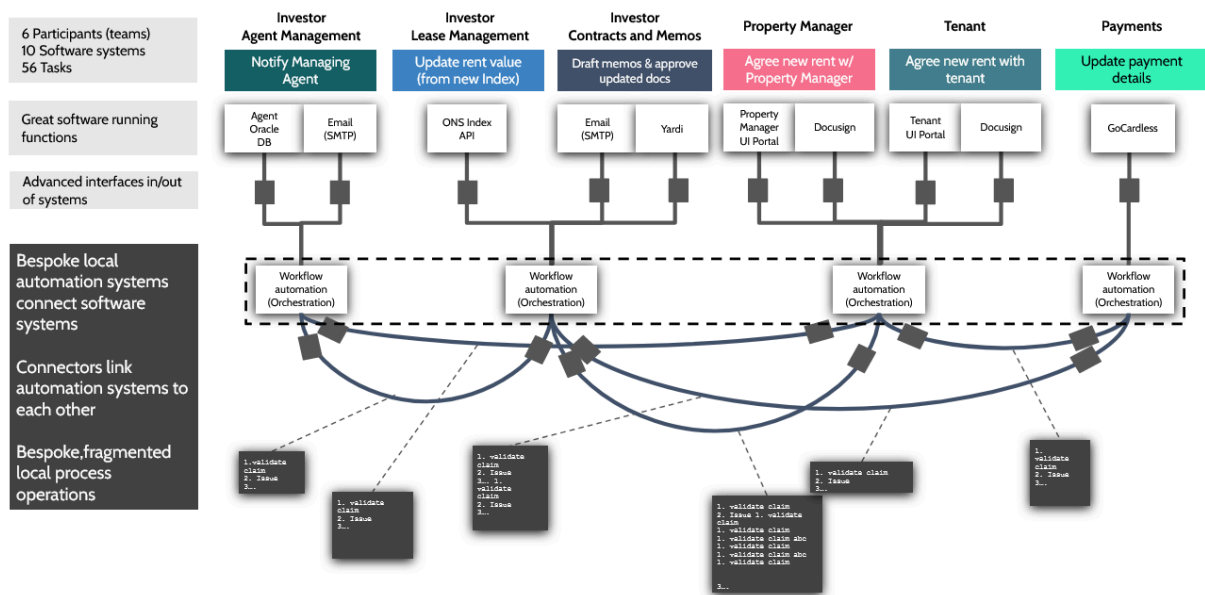 6 Participants (teams)
10 Software systems
56 Tasks
Investor
Agent Management
Investor
Lease Management
Investor
Contracts and Memos
Property Manager
Tenant
Payments
Notify Managing
Agent
Update rent value
(from new Index)
Draft memos & approve
updated docs
Agree new rent w/
Property Manager
Agree new rent with
tenant
Update payment
details
Great software running
functions
Agent
Oracle
DB
Email
(SMTP)
ONS Index
API
Email
(SMTP)
Yardi
Property
Manager
UI Portal
Docusign
Tenant
UI Portal
Docusign
GoCardless
Advanced interfaces in/out
of systems
Bespoke local
automation systems
connect software
systems
Connectors link
automation systems to
each other
Bespoke,fragmented
local process
operations
Workflow
automation
(Orchestration)
Workflow
automation
(Orchestration)
Workflow
automation
(Orchestration)
Workflow
automation
(Orchestration)
1.validate
claim
2. Issue
3….
1. validate
claim
2. Issue
3….
1. validate
claim
2. Issue
3…. 1.
validate
claim
2. Issue
3….
1. validate claim
2. Issue 1. validate
claim
1. validate claim
1. validate claim abc
1. validate claim
1. validate claim abc
1. validate claim
3….
1. validate claim
2. Issue
3….
1.
validate
claim
2. Issue
3….